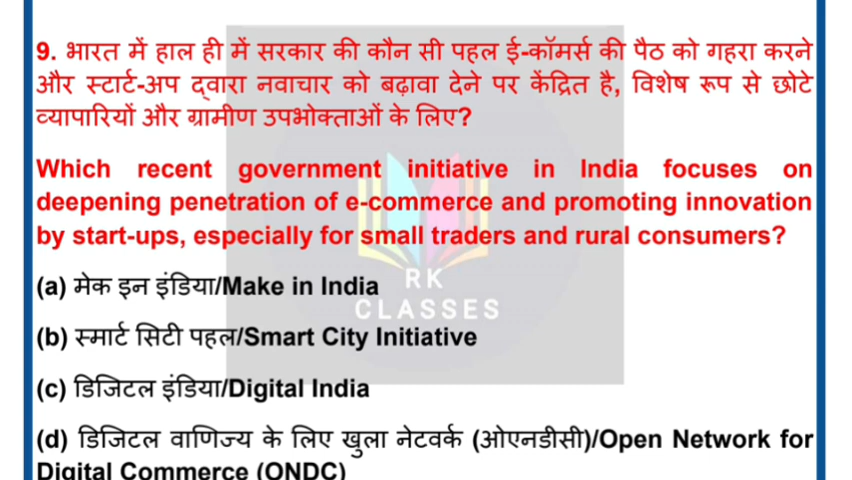 9. भारत में हाल ही में सरकार की कौन सी पहल ई-कॉमर्स की पैठ को गहरा करने
और स्टार्ट-अप द्वारा नवाचार को बढ़ावा देने पर केंद्रित है, विशेष रूप से छोटे
व्यापारियों और ग्रामीण उपभोक्ताओं के लिए?
Which recent government initiative in India focuses on
deepening penetration of e-commerce and promoting innovation
by start-ups, especially for small traders and rural consumers?
(a) मेक इन इंडिया/Make in India
RK
CLASSES
(b) स्मार्ट सिटी पहल/Smart City Initiative
(c) डिजिटल इंडिया/Digital India
(d) डिजिटल वाणिज्य के लिए खुला नेटवर्क (ओएनडीसी)/Open Network for
Digital Commerce (ONDC)